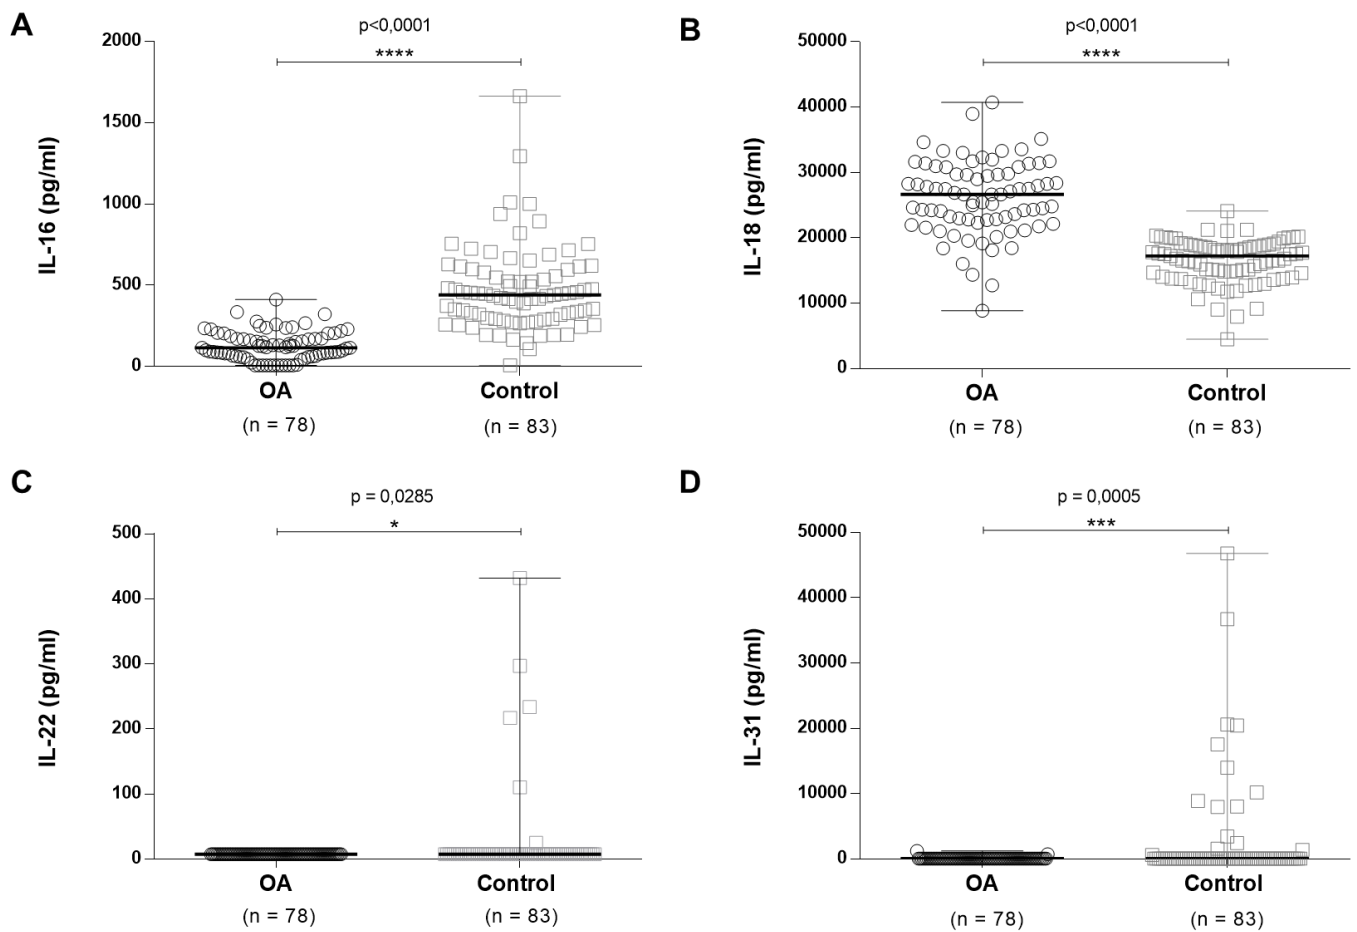 A
p<0,0001
****
2000
1500
1000
500
0
IL-16 (pg/ml)
OA
Control
(n = 78)
(n = 83)
B
p<0,0001
****
50000
40000
30000
20000
10000
0
IL-18 (pg/ml)
OA
Control
(n = 78)
(n = 83)
C
p = 0,0285
*
500
400
300
200
100
0
IL-22 (pg/ml)
OA
Control
(n = 78)
(n = 83)
D
p = 0,0005
***
50000
40000
30000
20000
10000
0
IL-31 (pg/ml)
OA
Control
(n = 78)
(n = 83)